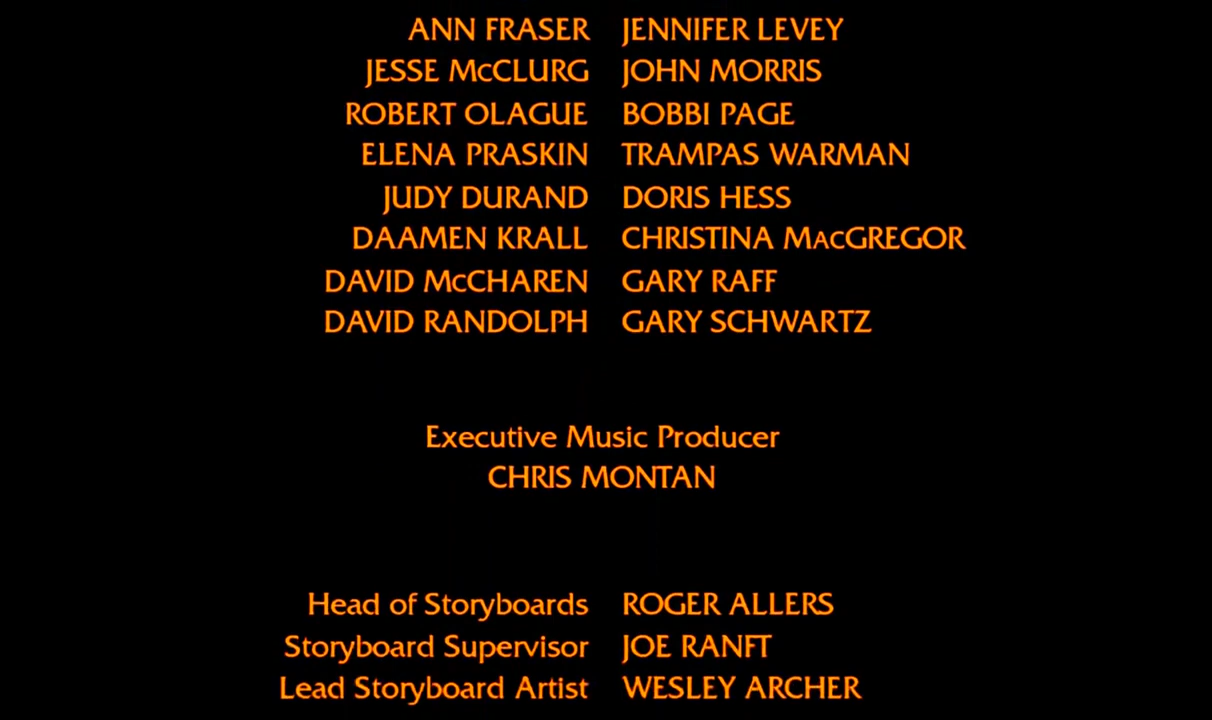 ANN FRASER JENNIFER LEVEY
JESSE McCLURG JOHN MORRIS
ROBERT OLAGUE BOBBI PAGE
ELENA PRASKIN TRAMPAS WARMAN
JUDY DURAND DORIS HESS
DAAMEN KRALL CHRISTINA MacGREGOR
DAVID McCHAREN GARY RAFF
DAVID RANDOLPH GARY SCHWARTZ
Executive Music Producer
CHRIS MONTAN
Head of Storyboards ROGER ALLERS
Storyboard Supervisor JOE RANFT
Lead Storyboard Artist WESLEY ARCHER